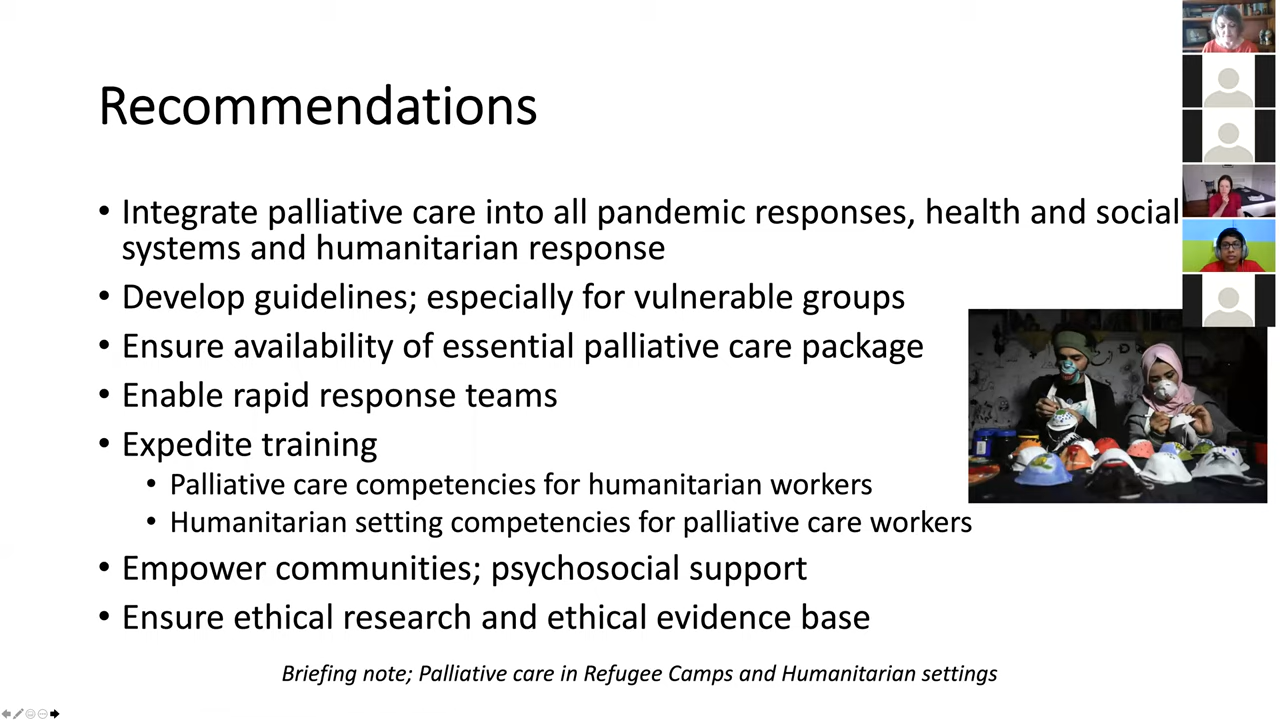 Recommendations
• Integrate palliative care into all pandemic responses, health and social
systems and humanitarian response
• Develop guidelines; especially for vulnerable groups
• Ensure availability of essential palliative care package
• Enable rapid response teams
• Expedite training
• Palliative care competencies for humanitarian workers
• Humanitarian setting competencies for palliative care workers
• Empower communities; psychosocial support
• Ensure ethical research and ethical evidence base
Briefing note; Palliative care in Refugee Camps and Humanitarian settings